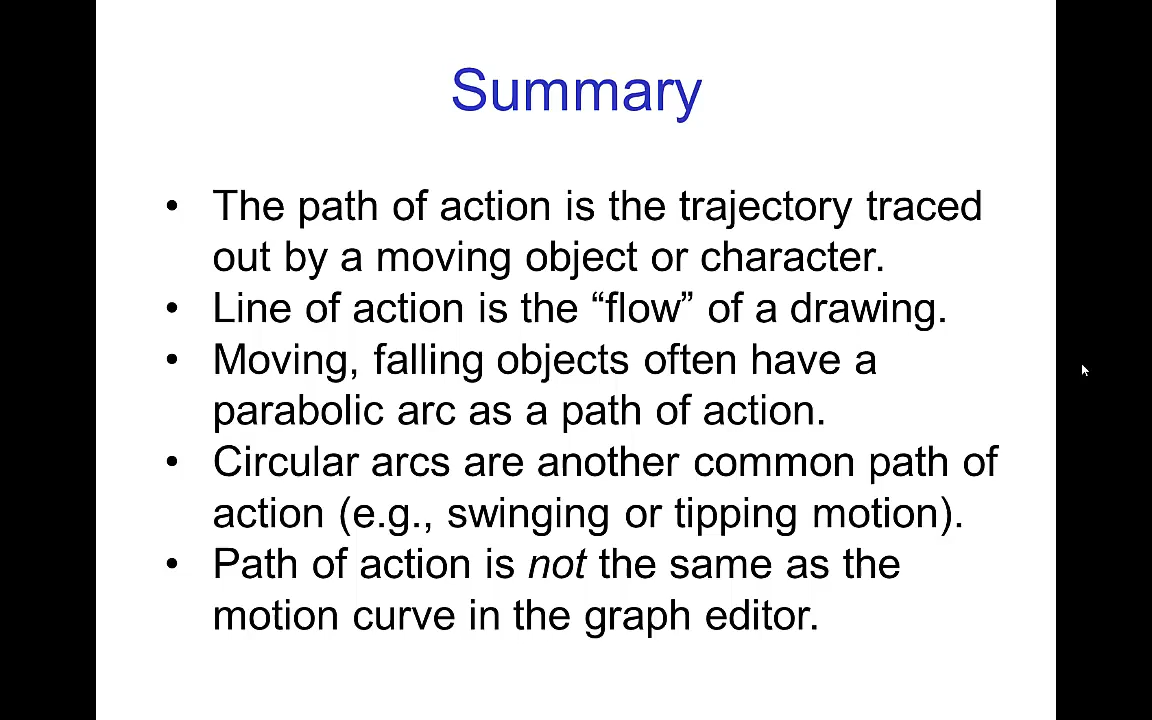 Summary
• The path of action is the trajectory traced
out by a moving object or character.
• Line of action is the “flow” of a drawing.
• Moving, falling objects often have a
parabolic arc as a path of action.
• Circular arcs are another common path of
action (e.g., swinging or tipping motion).
• Path of action is not the same as the
motion curve in the graph editor.